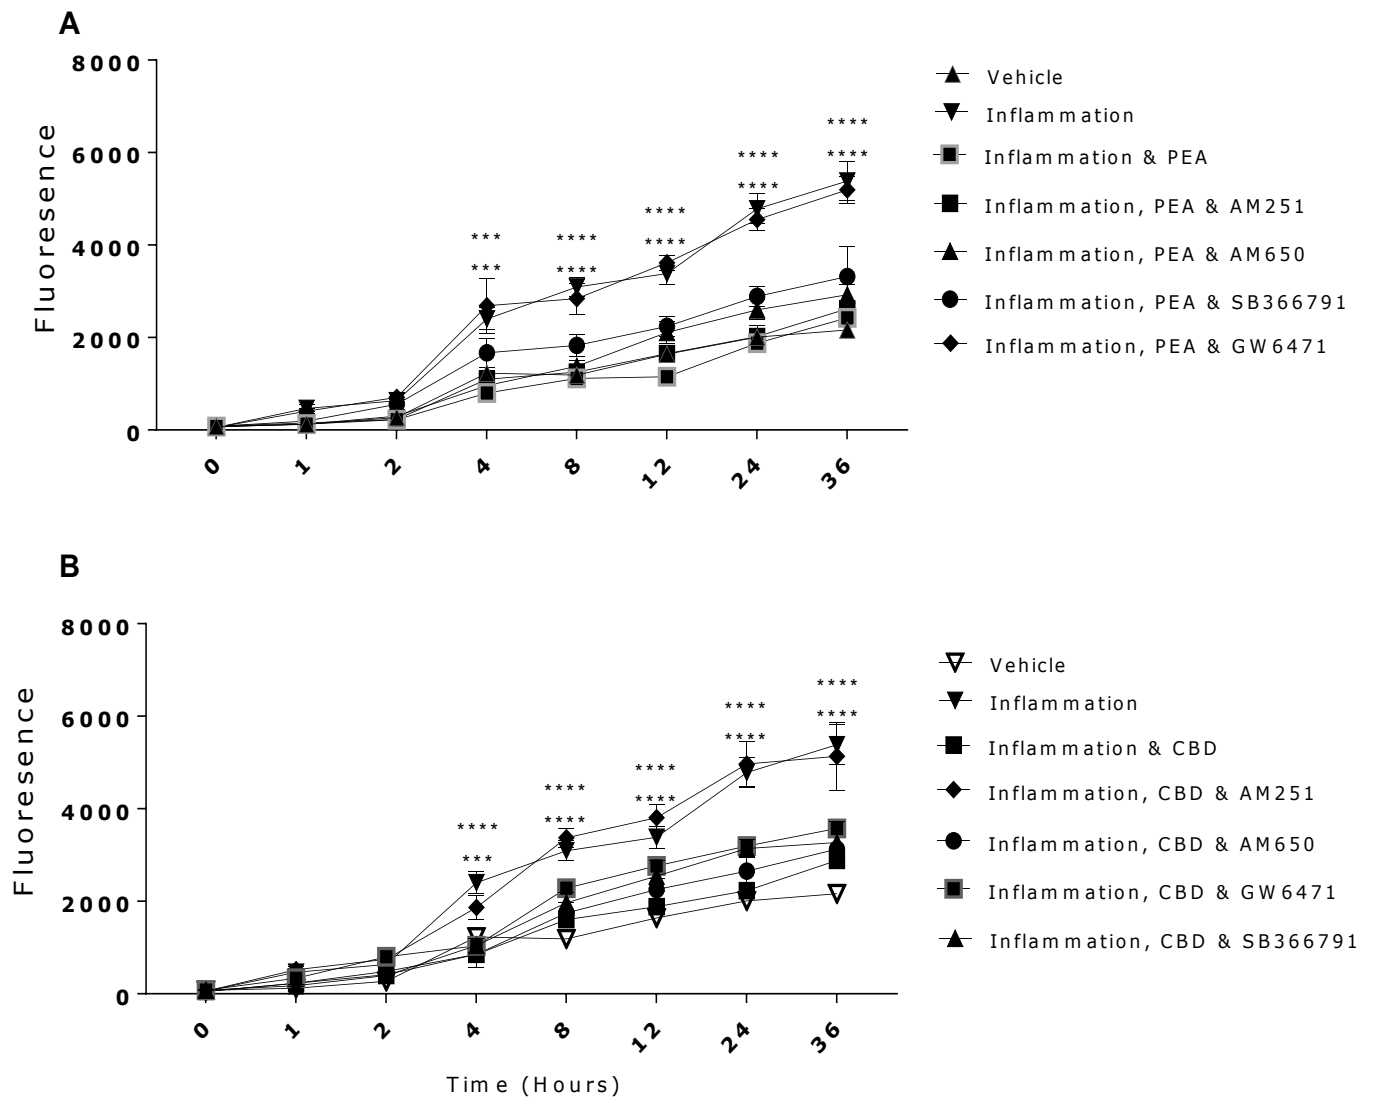 A
8000
6000
4000
2000
0
Fluoresence
0 1 2 4 8 12 24 36
*** **** **** **** ****
*** **** **** **** ****
Vehicle
Inflammation
Inflammation & PEA
Inflammation, PEA & AM251
Inflammation, PEA & AM650
Inflammation, PEA & SB366791
Inflammation, PEA & GW6471
B
8000
6000
4000
2000
0
Fluoresence
0 1 2 4 8 12 24 36
Time (Hours)
**** **** **** **** ****
*** **** **** **** ****
Vehicle
Inflammation
Inflammation & CBD
Inflammation, CBD & AM251
Inflammation, CBD & AM650
Inflammation, CBD & GW6471
Inflammation, CBD & SB366791